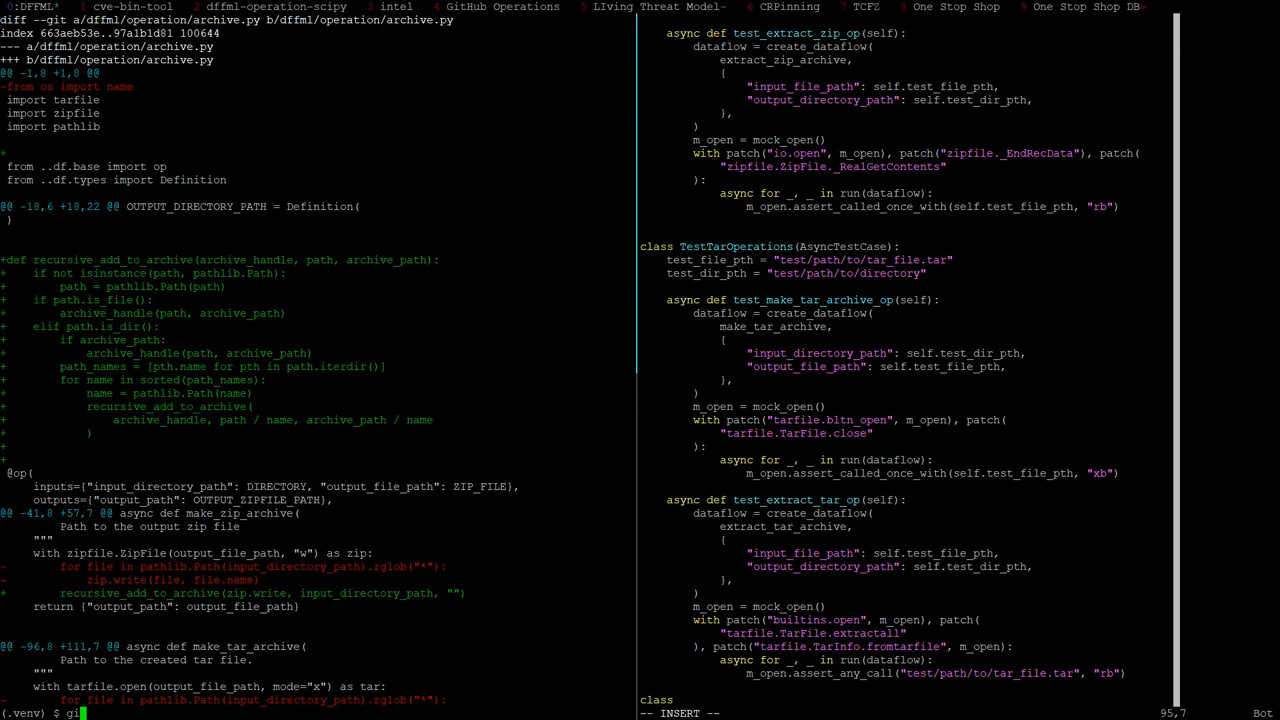 0:DFFML* 1 cve-bin-tool 2 dffml-operation-scipy 3 intel 4 GitHub Operations 5 LIving Threat Model- 6 CRPinning 7 TCFZ 8 One Stop Shop 9 One Stop Shop DB>
diff --git a/dffml/operation/archive.py b/dffml/operation/archive.py
index 663aeb53e..97a1b1d81 100644
--- a/dffml/operation/archive.py
+++ b/dffml/operation/archive.py
@@ -1,8 +1,8 @@
-from os import name
 import tarfile
 import zipfile
 import pathlib
+
 from ..df.base import op
 from ..df.types import Definition
@@ -18,6 +18,22 @@ OUTPUT_DIRECTORY_PATH = Definition(
 )
+def recursive_add_to_archive(archive_handle, path, archive_path):
+    if not isinstance(path, pathlib.Path):
+        path = pathlib.Path(path)
+    if path.is_file():
+        archive_handle(path, archive_path)
+    elif path.is_dir():
+        if archive_path:
+            archive_handle(path, archive_path)
+        path_names = [pth.name for pth in path.iterdir()]
+        for name in sorted(path_names):
+            name = pathlib.Path(name)
+            recursive_add_to_archive(
+                archive_handle, path / name, archive_path / name
+            )
+
+
 @op(
     inputs={"input_directory_path": DIRECTORY, "output_file_path": ZIP_FILE},
     outputs={"output_path": OUTPUT_ZIPFILE_PATH},
@@ -41,8 +57,7 @@ async def make_zip_archive(
         Path to the output zip file
     """
     with zipfile.ZipFile(output_file_path, "w") as zip:
-        for file in pathlib.Path(input_directory_path).rglob("*"):
-            zip.write(file, file.name)
+        recursive_add_to_archive(zip.write, input_directory_path, "")
     return {"output_path": output_file_path}
@@ -96,8 +111,7 @@ async def make_tar_archive(
         Path to the created tar file.
     """
     with tarfile.open(output_file_path, mode="x") as tar:
-        for file in pathlib.Path(input_directory_path).rglob("*"):
(.venv) $ gi
    async def test_extract_zip_op(self):
        dataflow = create_dataflow(
            extract_zip_archive,
            {
                "input_file_path": self.test_file_pth,
                "output_directory_path": self.test_dir_pth,
            },
        )
        m_open = mock_open()
        with patch("io.open", m_open), patch("zipfile._EndRecData"), patch(
            "zipfile.ZipFile._RealGetContents"
        ):
            async for _, _ in run(dataflow):
                m_open.assert_called_once_with(self.test_file_pth, "rb")
class TestTarOperations(AsyncTestCase):
    test_file_pth = "test/path/to/tar_file.tar"
    test_dir_pth = "test/path/to/directory"
    async def test_make_tar_archive_op(self):
        dataflow = create_dataflow(
            make_tar_archive,
            {
                "input_directory_path": self.test_dir_pth,
                "output_file_path": self.test_file_pth,
            },
        )
        m_open = mock_open()
        with patch("tarfile.bltn_open", m_open), patch(
            "tarfile.TarFile.close"
        ):
            async for _, _ in run(dataflow):
                m_open.assert_called_once_with(self.test_file_pth, "xb")
    async def test_extract_tar_op(self):
        dataflow = create_dataflow(
            extract_tar_archive,
            {
                "input_file_path": self.test_file_pth,
                "output_directory_path": self.test_dir_pth,
            },
        )
        m_open = mock_open()
        with patch("builtins.open", m_open), patch(
            "tarfile.TarFile.extractall"
        ), patch("tarfile.TarInfo.fromtarfile", m_open):
            async for _, _ in run(dataflow):
                m_open.assert_any_call("test/path/to/tar_file.tar", "rb")
class
-- INSERT -- 95,7 Bot